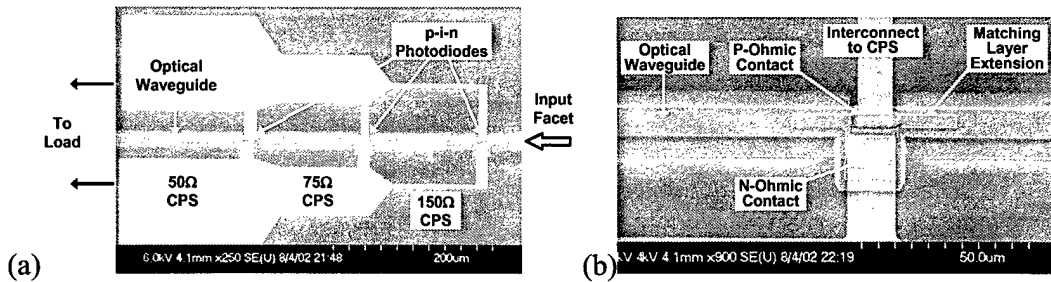 p-i-n
Photodiodes
Optical
Waveguide
To
Load
Input
Facet
50Ω
CPS
75Ω
CPS
150Ω
CPS
(a)
6.0kV 4.1mm x250 SE(U) 8/4/02 21:48
200um
Optical
Waveguide
P-Ohmic
Contact
Interconnect
to CPS
Matching
Layer
Extension
N-Ohmic
Contact
(b)
kV 4kV 4.1mm x900 SE(U) 8/4/02 22:19
50.0um